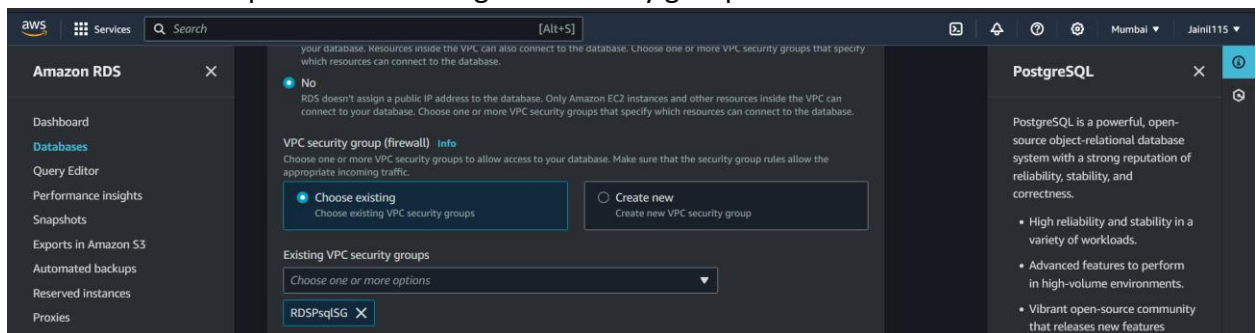 aws
Services
Search
[Alt+S]
Mumbai ▼
Jainil115 ▼
Amazon RDS
Dashboard
Databases
Query Editor
Performance insights
Snapshots
Exports in Amazon S3
Automated backups
Reserved instances
Proxies
your database. Resources inside the VPC can also connect to the database. Choose one or more VPC security groups that specify
which resources can connect to the database.
No
RDS doesn't assign a public IP address to the database. Only Amazon EC2 instances and other resources inside the VPC can
connect to your database. Choose one or more VPC security groups that specify which resources can connect to the database.
VPC security group (firewall) Info
Choose one or more VPC security groups to allow access to your database. Make sure that the security group rules allow the
appropriate incoming traffic.
Choose existing
Choose existing VPC security groups
Create new
Create new VPC security group
Existing VPC security groups
Choose one or more options
RDSPsqlSG
PostgreSQL
PostgreSQL is a powerful, open-
source object-relational database
system with a strong reputation of
reliability, stability, and
correctness.
• High reliability and stability in a
variety of workloads.
• Advanced features to perform
in high-volume environments.
• Vibrant open-source community
that releases new features